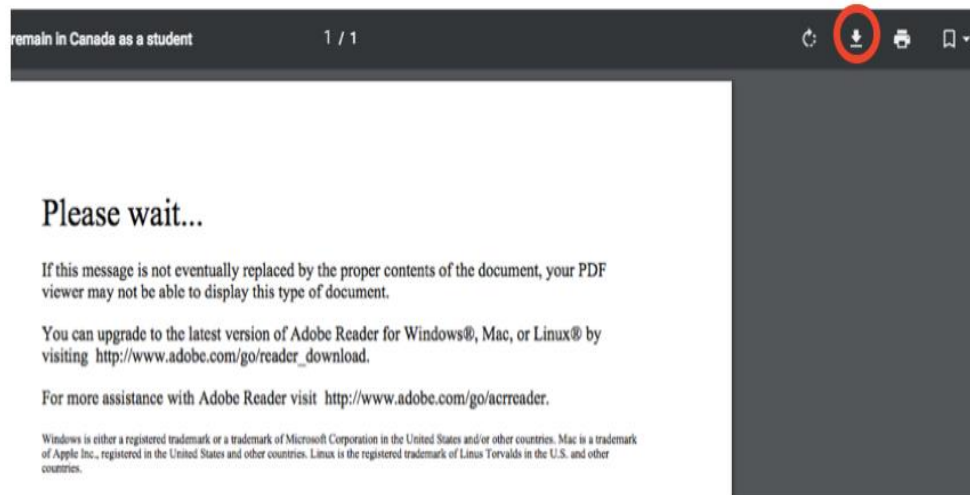 remain in Canada as a student 1 / 1
Please wait...
If this message is not eventually replaced by the proper contents of the document, your PDF
viewer may not be able to display this type of document.
You can upgrade to the latest version of Adobe Reader for Windows®, Mac, or Linux® by
visiting http://www.adobe.com/go/reader_download.
For more assistance with Adobe Reader visit http://www.adobe.com/go/acrreader.
Windows is either a registered trademark or a trademark of Microsoft Corporation in the United States and/or other countries. Mac is a trademark
of Apple Inc., registered in the United States and other countries. Linux is the registered trademark of Linus Torvalds in the U.S. and other
countries.